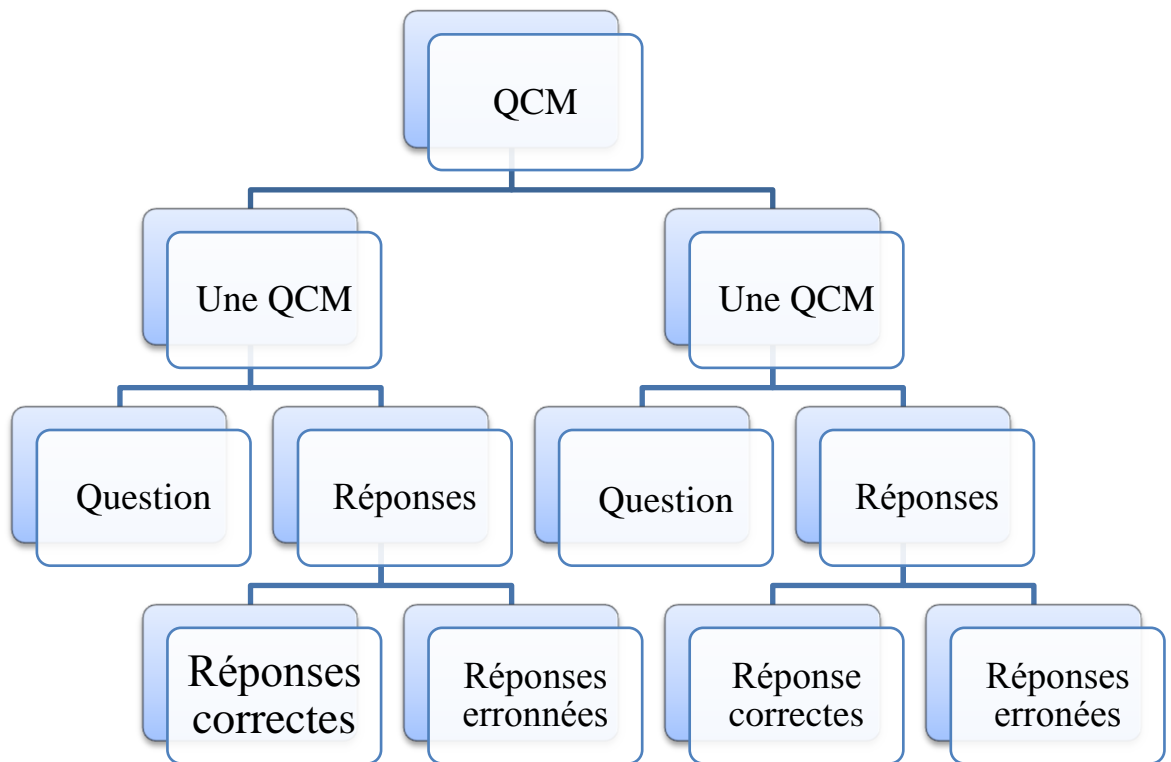 QCM
Une QCM
Une QCM
Question
Réponses
Question
Réponses
Réponses
correctes
Réponses
erronnées
Réponse
correctes
Réponses
erronées